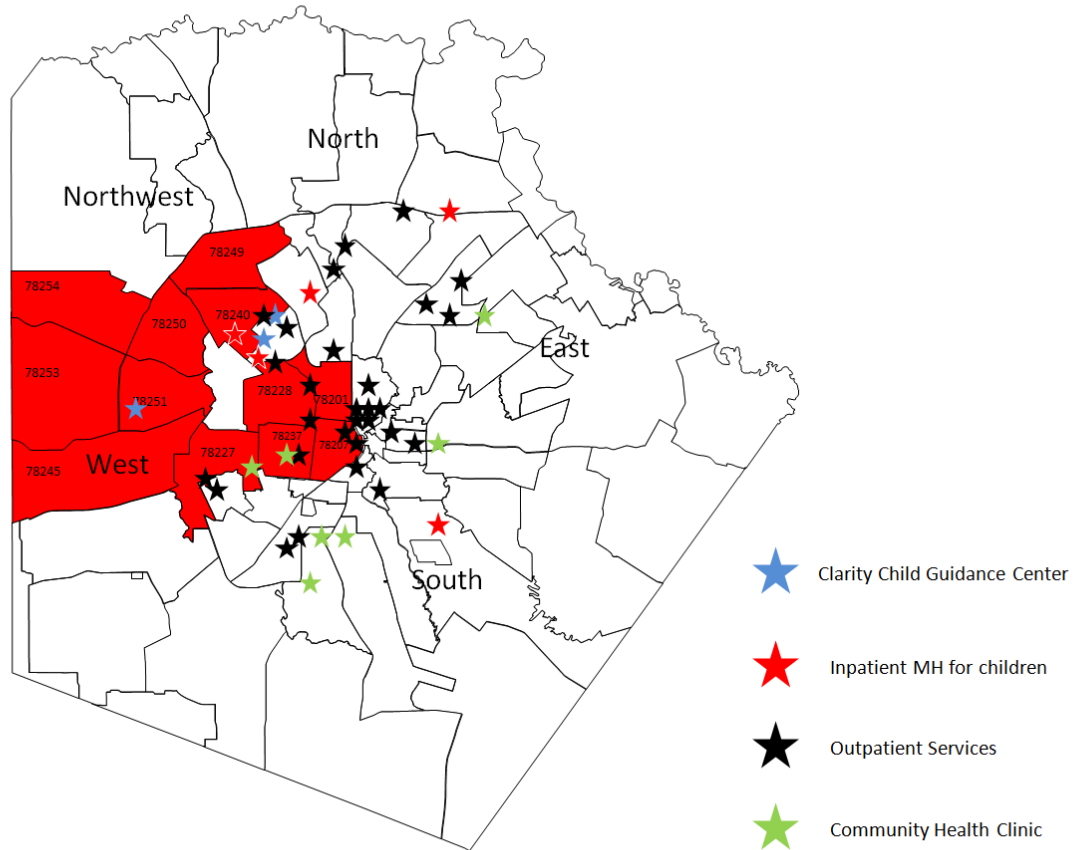 North
Northwest
78249
78254
78240
78250
78253
East
78228
78201
78251
78237
78207
78227
West
78245
South
Clarity Child Guidance Center
Inpatient MH for children
Outpatient Services
Community Health Clinic